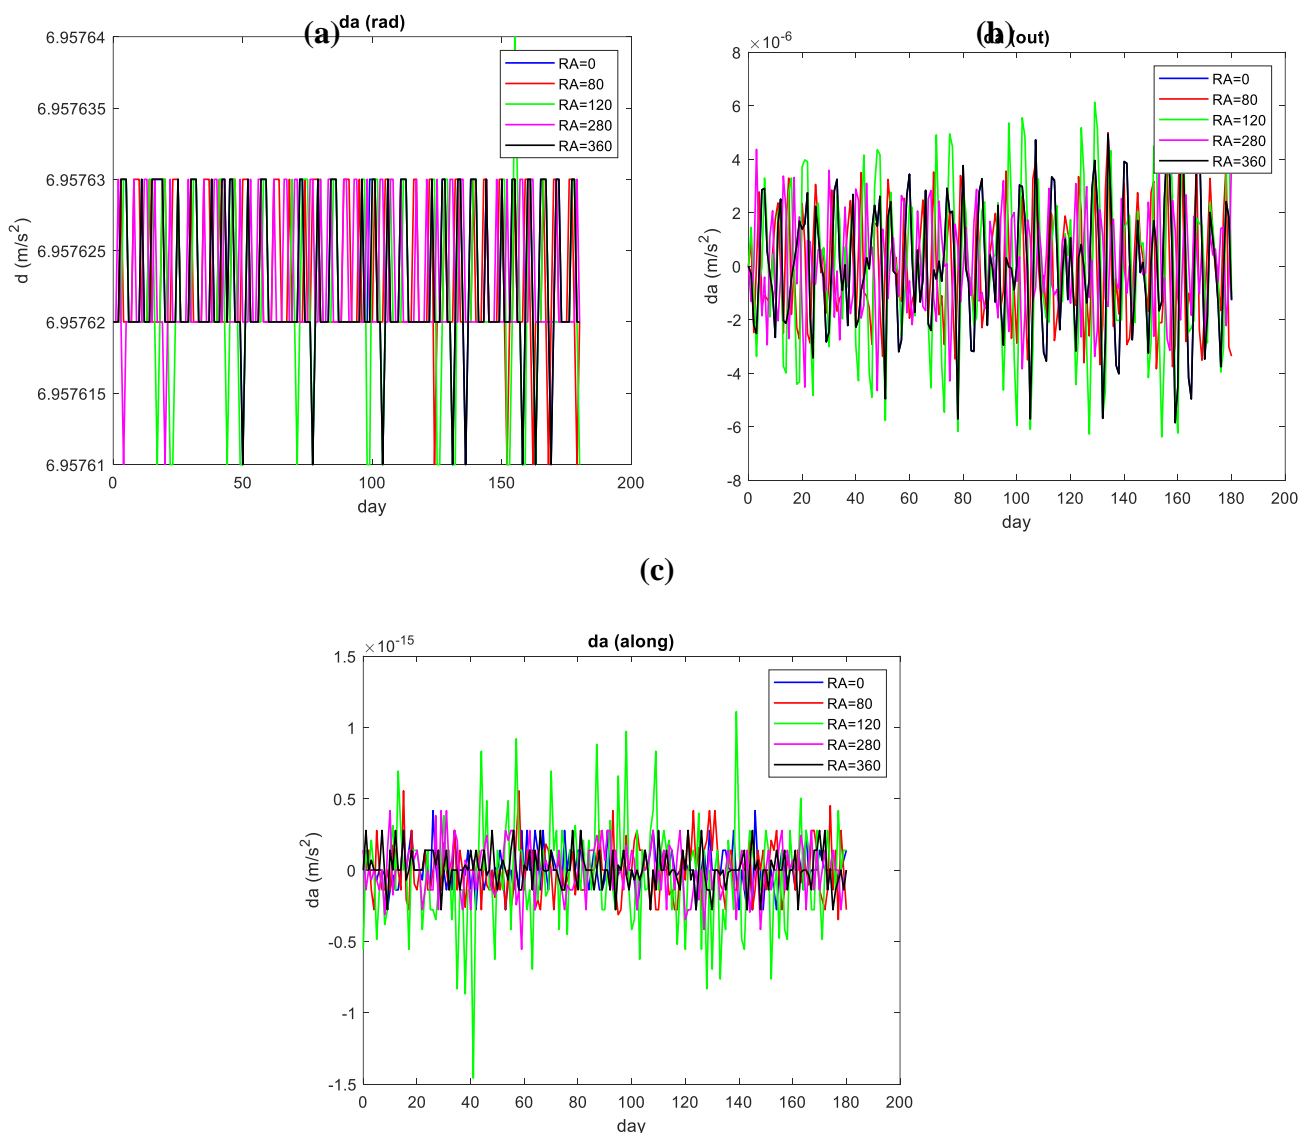 (a)
da (rad)
6.95764
6.957635
6.95763
6.957625
6.95762
6.957615
6.95761
d (m/s²)
0
50
100
150
200
day
RA=0
RA=80
RA=120
RA=280
RA=360
(b)
da (out)
×10⁻⁶
8
6
4
2
0
-2
-4
-6
-8
da (m/s²)
0
20
40
60
80
100
120
140
160
180
200
day
RA=0
RA=80
RA=120
RA=280
RA=360
(c)
da (along)
×10⁻¹⁵
1.5
1
0.5
0
-0.5
-1
-1.5
da (m/s²)
0
20
40
60
80
100
120
140
160
180
200
day
RA=0
RA=80
RA=120
RA=280
RA=360